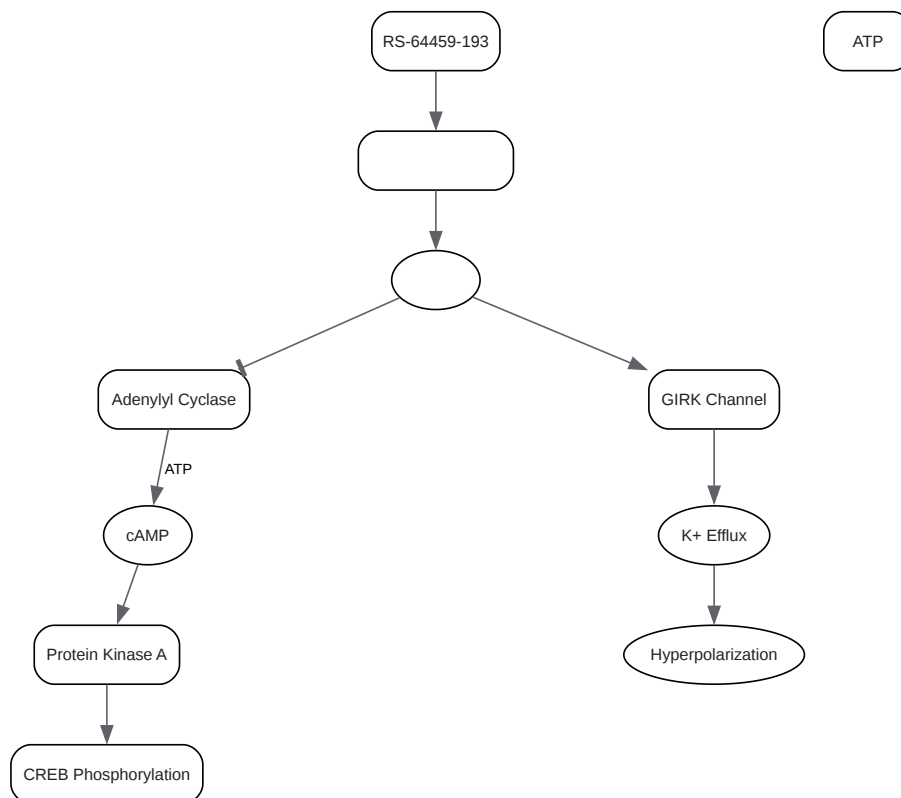 RS-64459-193
ATP
Adenylyl Cyclase
GIRK Channel
ATP
cAMP
K+ Efflux
Protein Kinase A
Hyperpolarization
CREB Phosphorylation